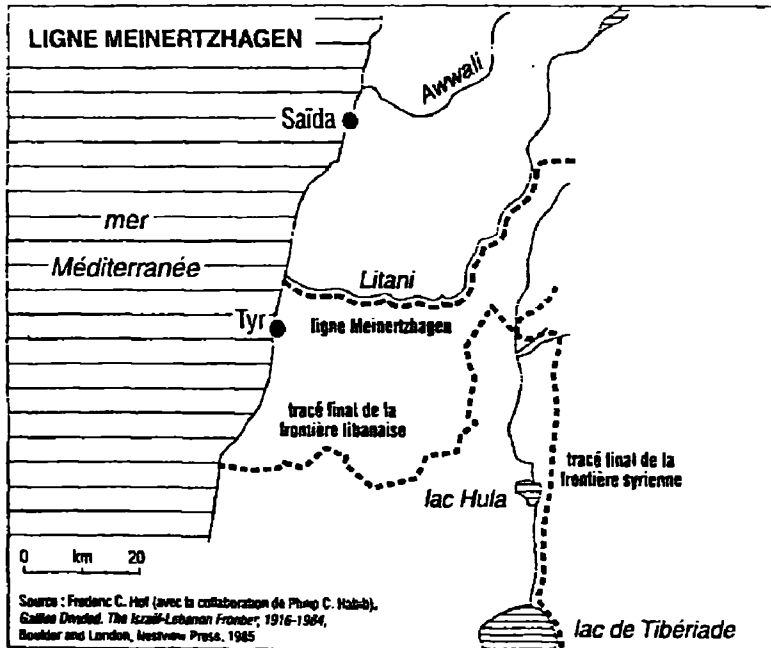 LIGNE MEINERTZHAGEN
Awwali
Saïda
mer
Méditerranée
Litani
Tyr
ligne Meinertzhagen
tracé final de la
frontière libanaise
tracé final de la
frontière syrienne
lac Hula
0 km 20
Source : Frederic C. Hof (avec la collaboration de Philip C. Habib),
Galilee Divided. The Israël-Lebanon Frontier, 1916-1984,
Boulder and London, Westview Press, 1985
lac de Tibériade